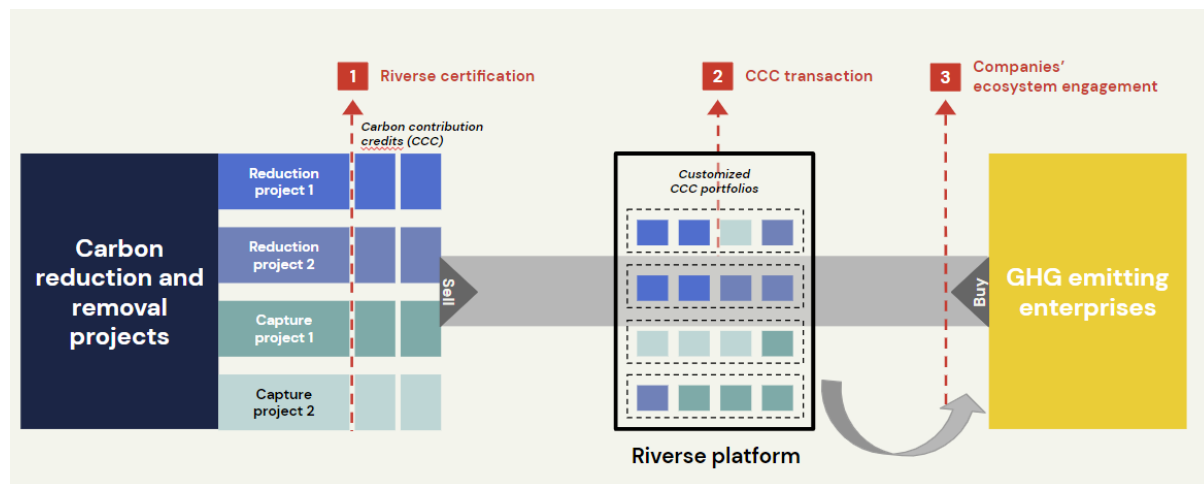 1 Riverse certification
2 CCC transaction
3 Companies'
ecosystem engagement
Carbon contribution
credits (CCC)
Carbon
reduction and
removal
projects
Reduction
project 1
Reduction
project 2
Capture
project 1
Capture
project 2
Sell
Customized
CCC portfolios
Riverse platform
Buy
GHG emitting
enterprises